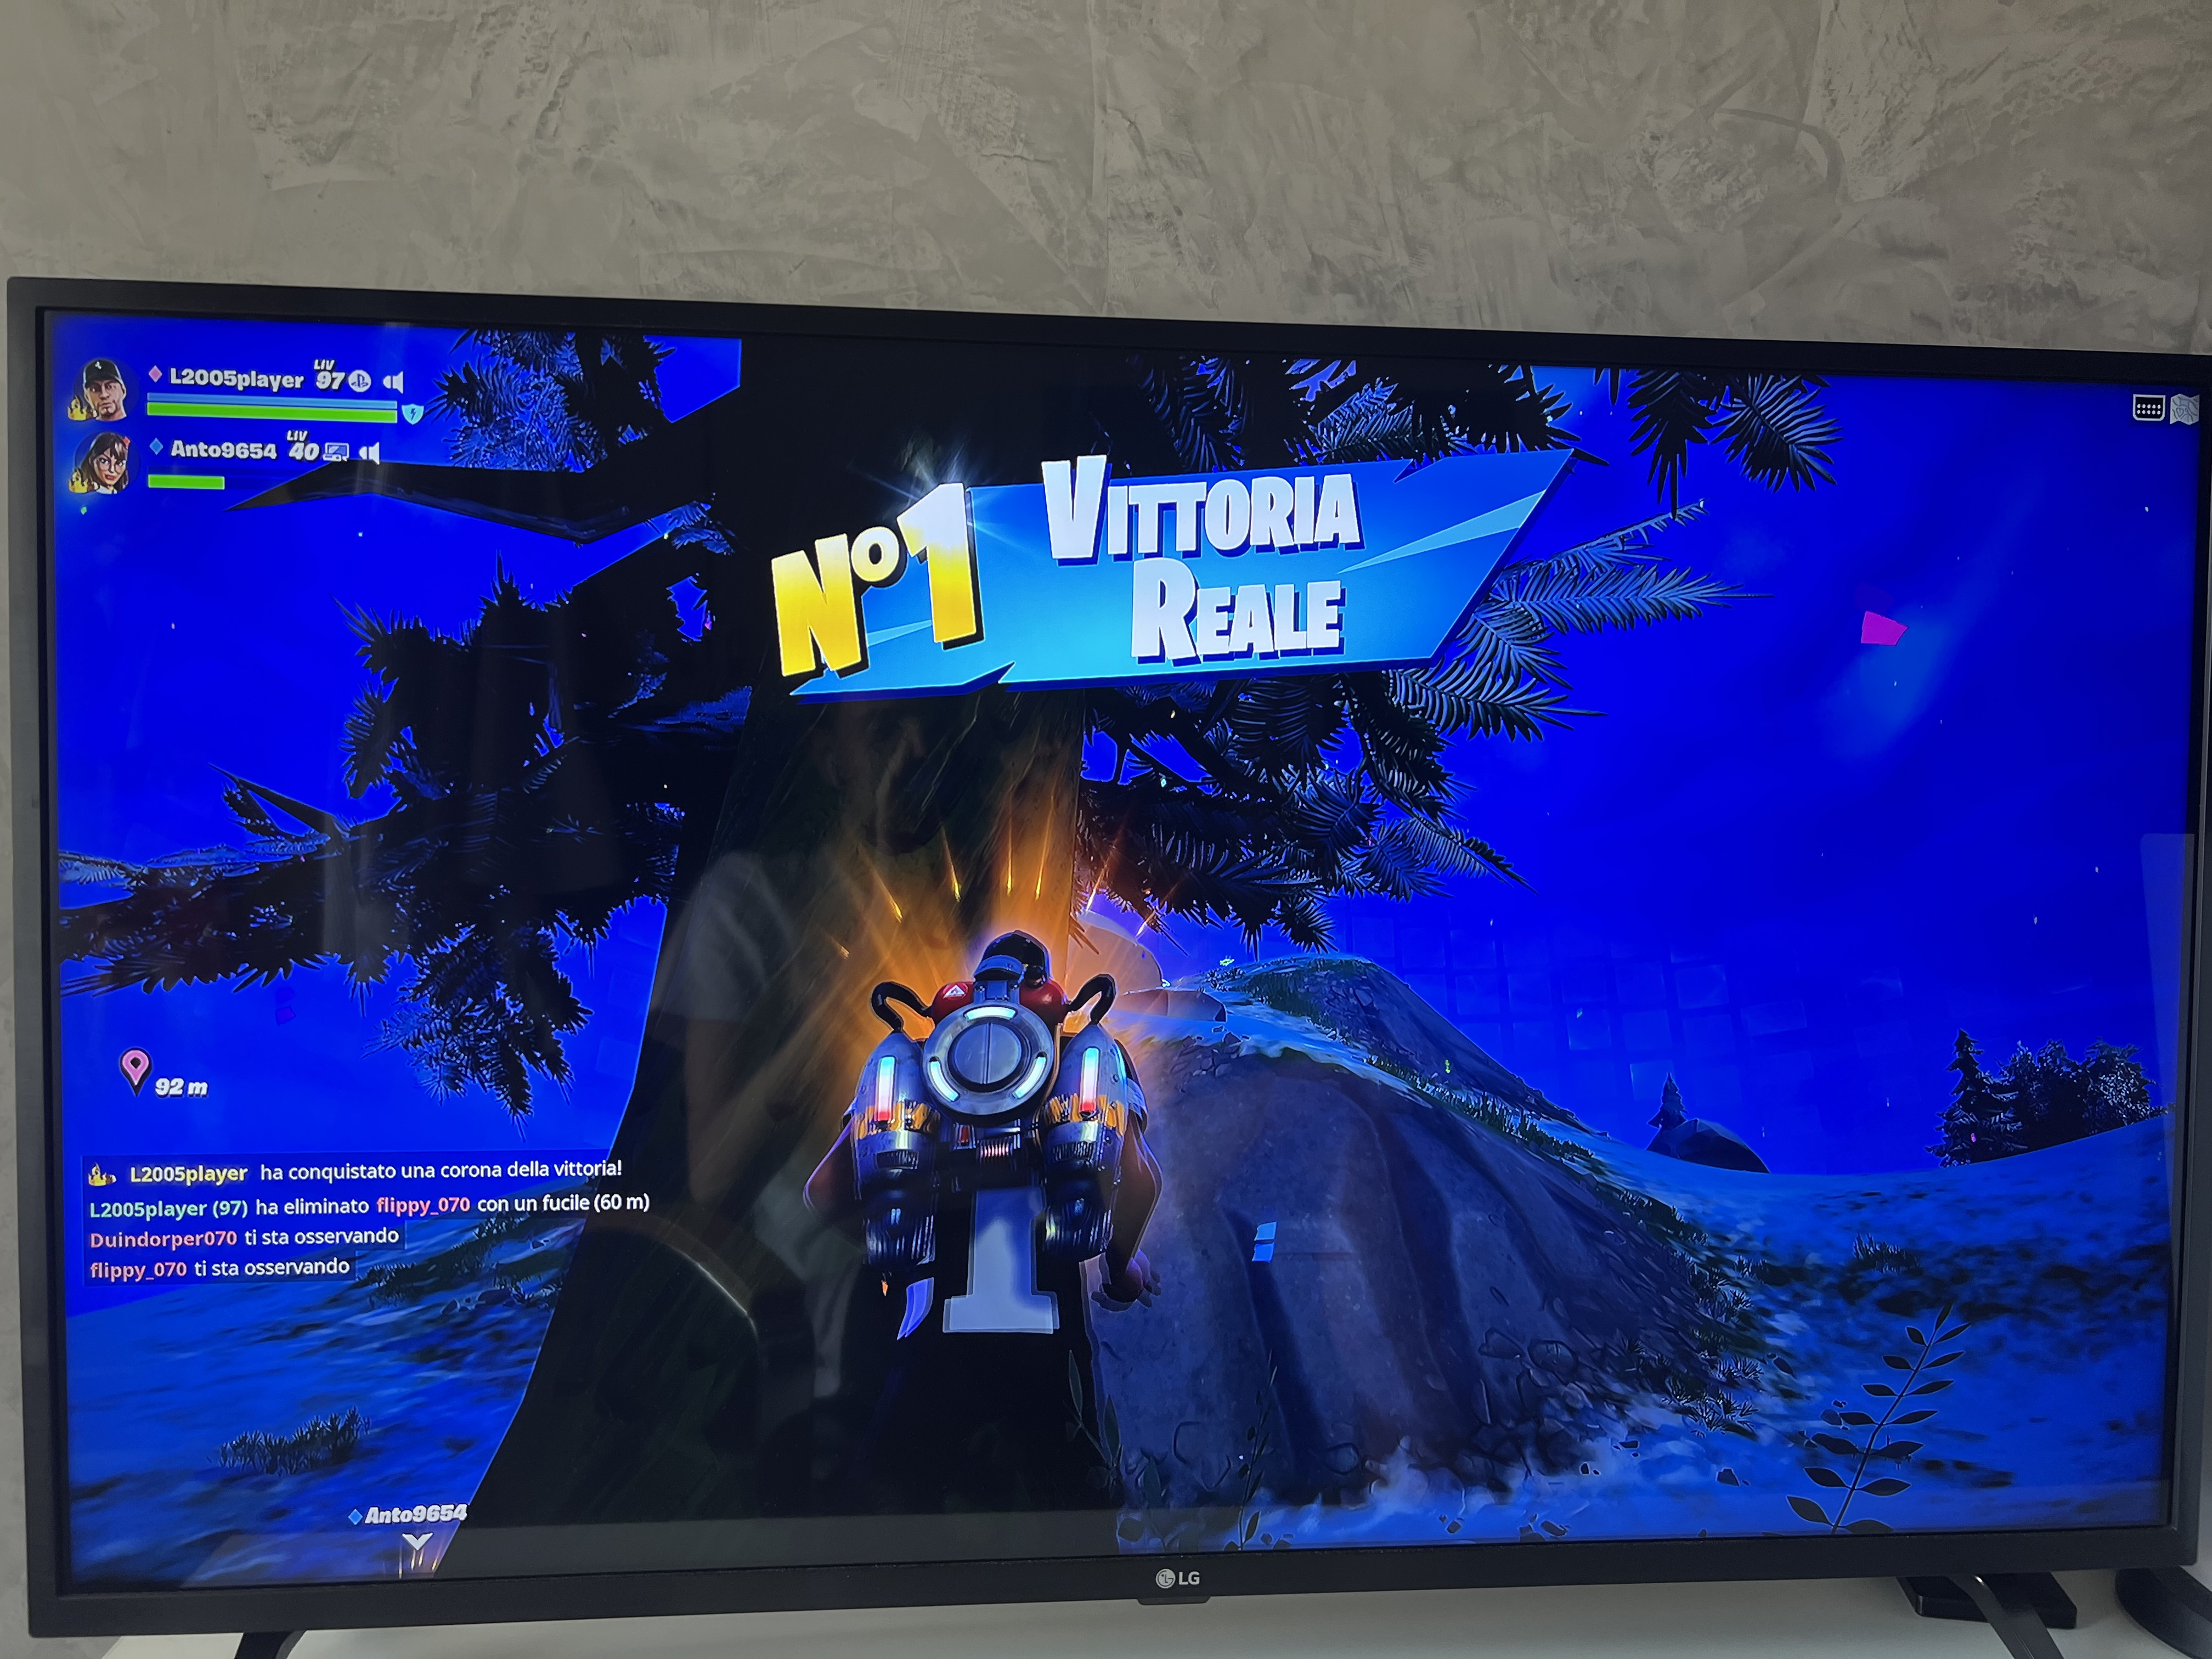 L2005player LIV 97
Anto9654 LIV 40
Nº1 VITTORIA
REALE
92 m
L2005player ha conquistato una corona della vittoria!
L2005player (97) ha eliminato flippy_070 con un fucile (60 m)
Duindorper070 ti sta osservando
flippy_070 ti sta osservando
1
Anto9654
LG